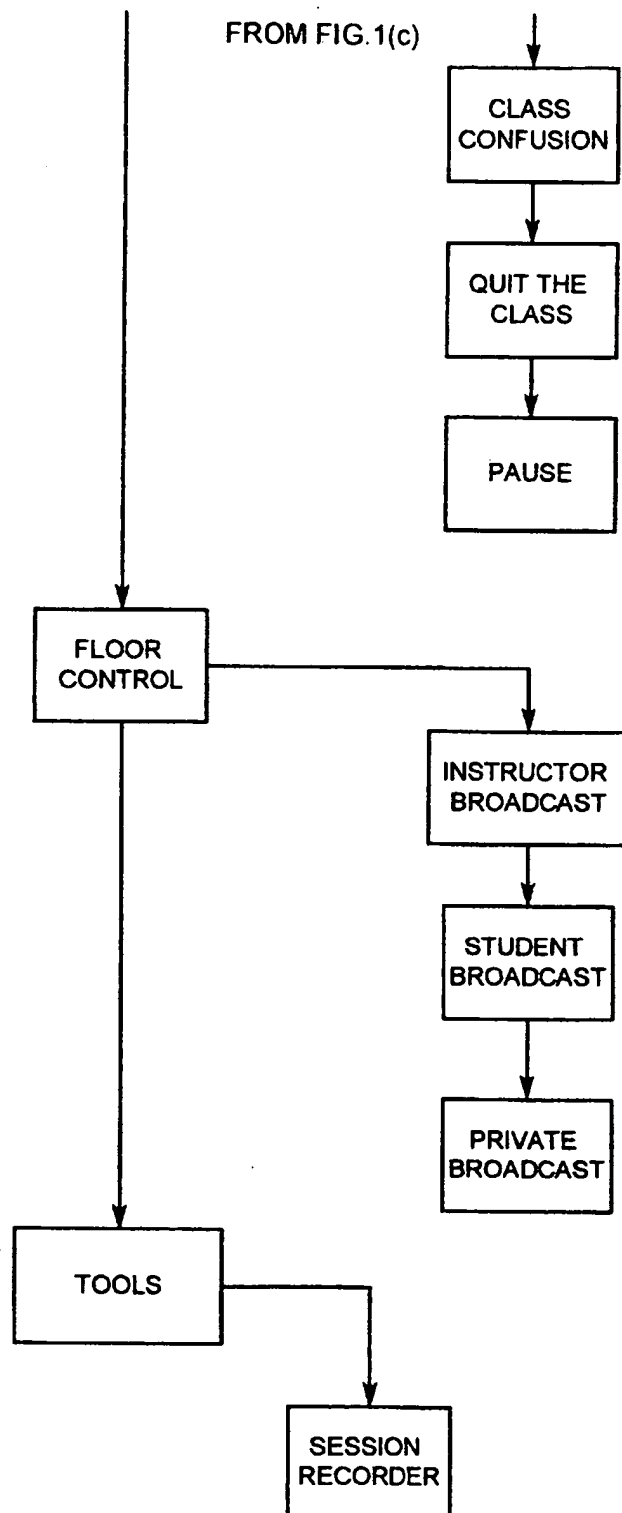 FROM FIG.1(c)
CLASS
CONFUSION
QUIT THE
CLASS
PAUSE
FLOOR
CONTROL
INSTRUCTOR
BROADCAST
STUDENT
BROADCAST
PRIVATE
BROADCAST
TOOLS
SESSION
RECORDER